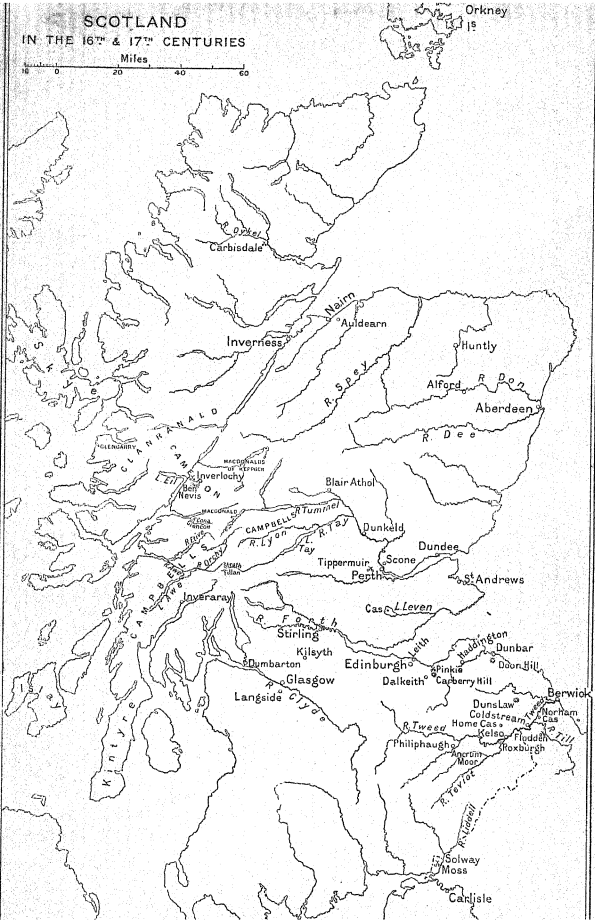 SCOTLAND
IN THE 16TH & 17TH CENTURIES
Miles
10 0 20 40 60
Orkney
Is
R. Oykel
Carbisdale
Nairn
Auldearn
Inverness
Skye
Huntly
R. Spey
Alford
R. Don
Aberdeen
R. Dee
CLANRANALD
GLENGARRY
CAMERON
MACDONALDS
OF KEPPOCH
L. Eil
Inverlochy
Ben
Nevis
Blair Athol
MACDONALD
R. Tummel
CAMPBELLS
R. Lyon
L. Tay
R. Tay
Dunkeld
R. Etive
R. Orchy
CAMPBELLS
L. Awe
Tippermuir
Scone
Perth
Dundee
St
Andrews
Inveraray
Cas
L. Leven
R. Forth
Stirling
Kilsyth
Dumbarton
Glasgow
Langside
R. Clyde
Edinburgh
Leith
Dalkeith
Pinkie
Carberry Hill
Haddington
Dunbar
Doon Hill
Islay
Kintyre
Berwick
Duns Law
R. Tweed
Norham
Cas
Coldstream
Home Cas
Kelso
Flodden
R. Till
R. Tweed
Philiphaugh
Roxburgh
Ancrum
Moor
R. Teviot
R. Liddell
Solway
Moss
Carlisle